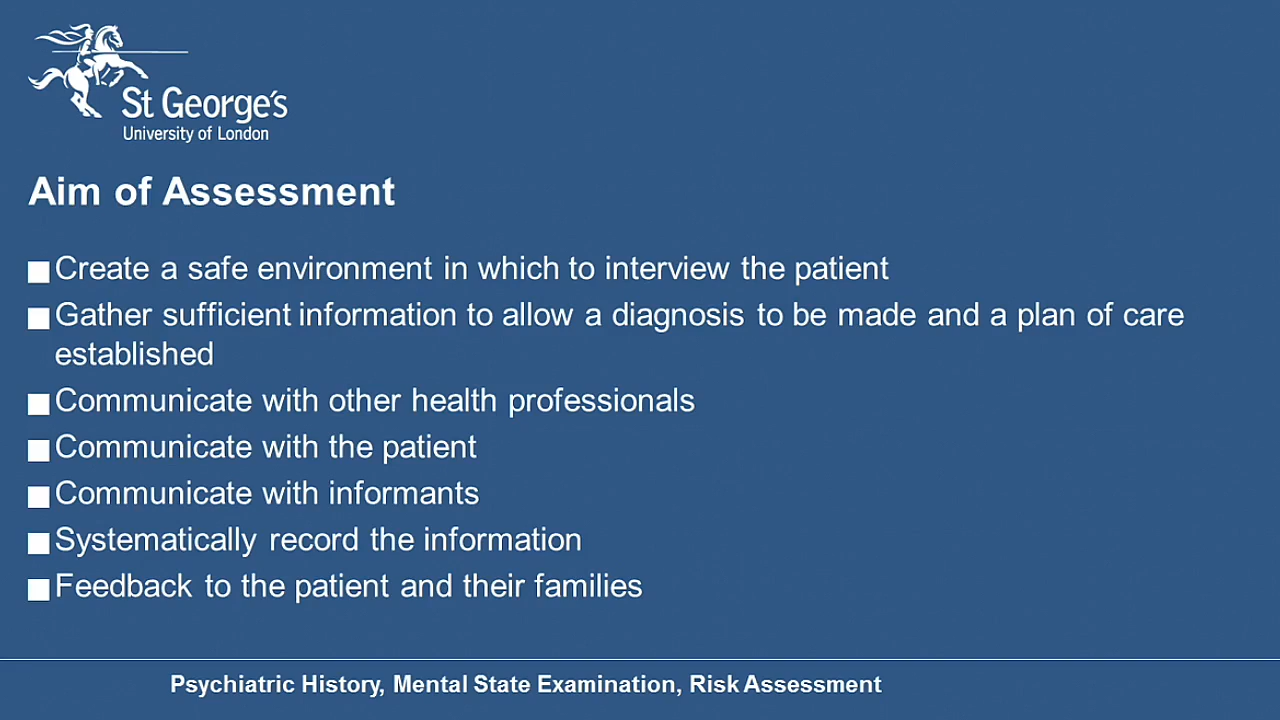 St George's
University of London
Aim of Assessment
Create a safe environment in which to interview the patient
Gather sufficient information to allow a diagnosis to be made and a plan of care
established
Communicate with other health professionals
Communicate with the patient
Communicate with informants
Systematically record the information
Feedback to the patient and their families
Psychiatric History, Mental State Examination, Risk Assessment